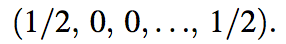 (1/2, 0, 0,..., 1/2).